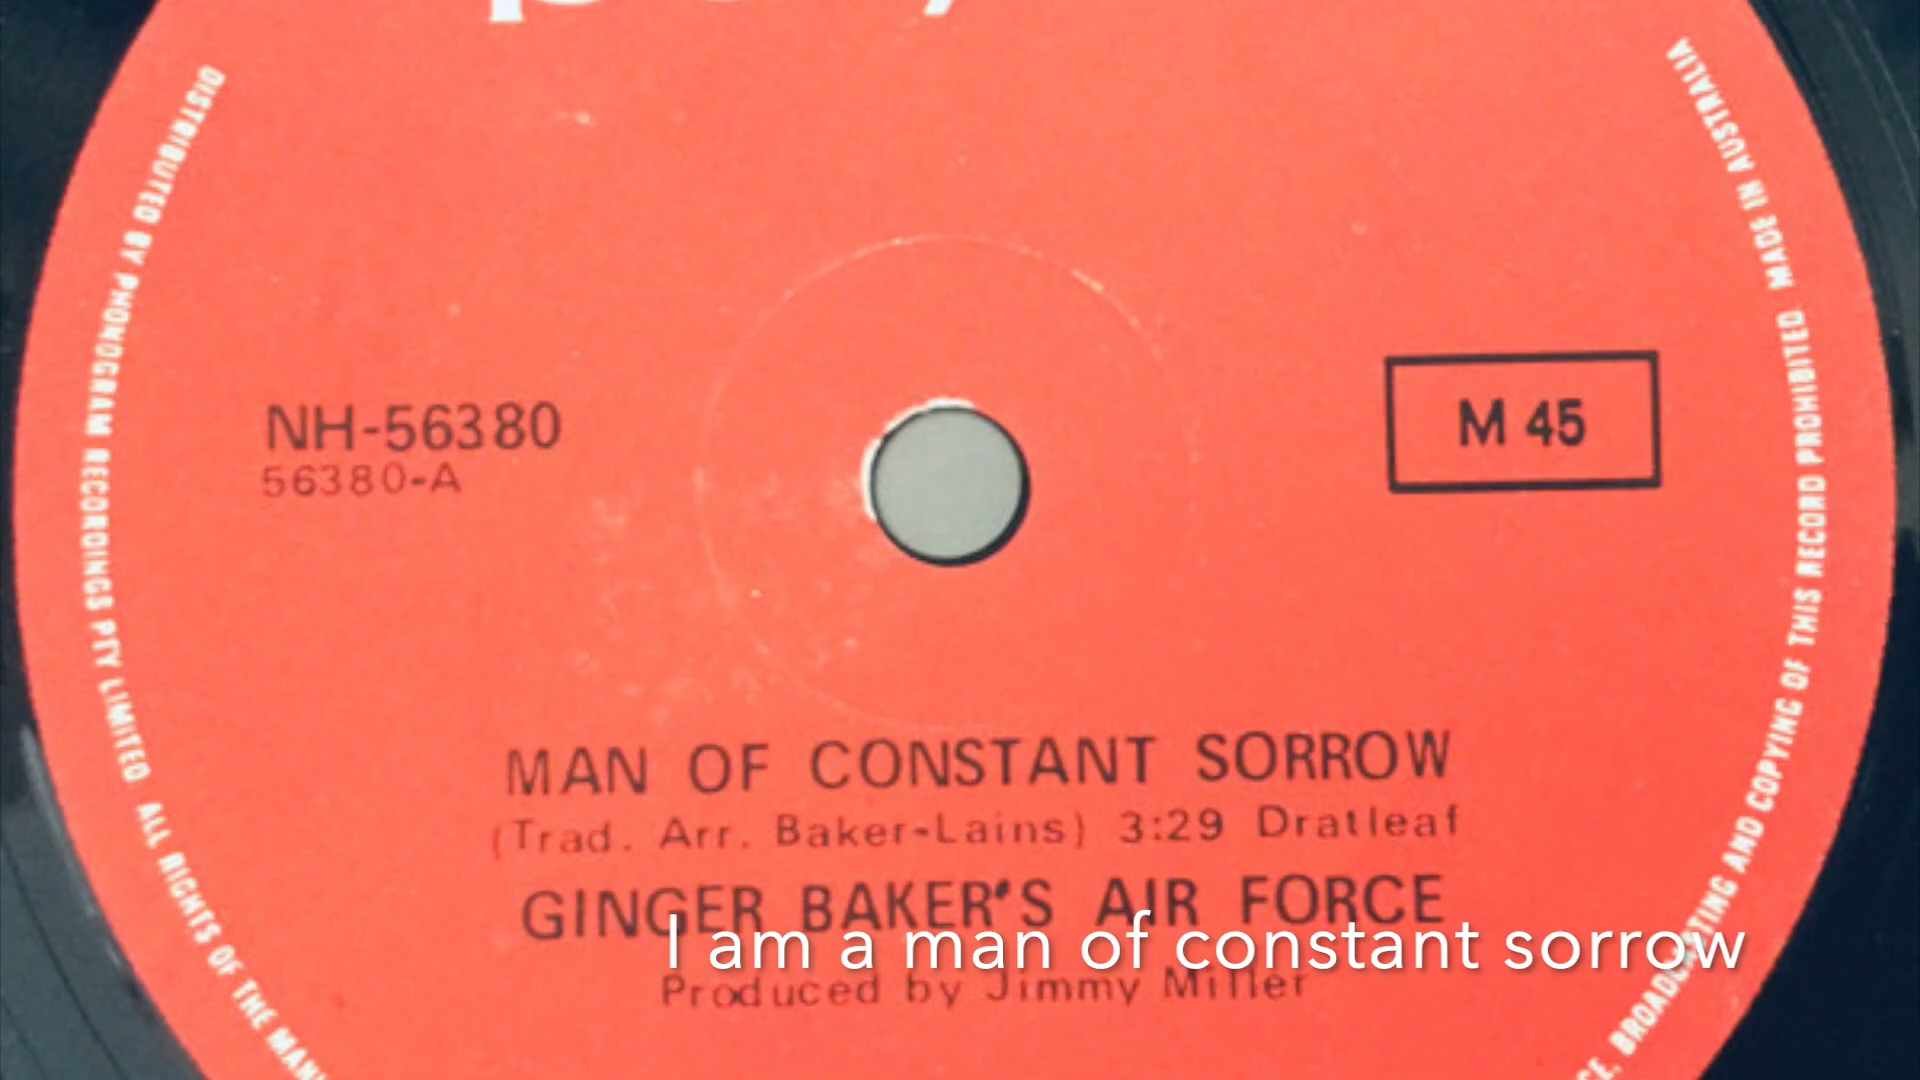 DISTRIBUTED BY PHONOGRAM RECORDINGS PTY LIMITED ALL RIGHTS OF THE
BROADCASTING AND COPYING OF THIS RECORD PROHIBITED MADE IN AUSTRALIA
NH-56380
56380-A
M 45
MAN OF CONSTANT SORROW
(Trad. Arr. Baker-Lains) 3:29 Dratleaf
GINGER BAKER'S AIR FORCE
I am a man of constant sorrow
Produced by Jimmy Miller